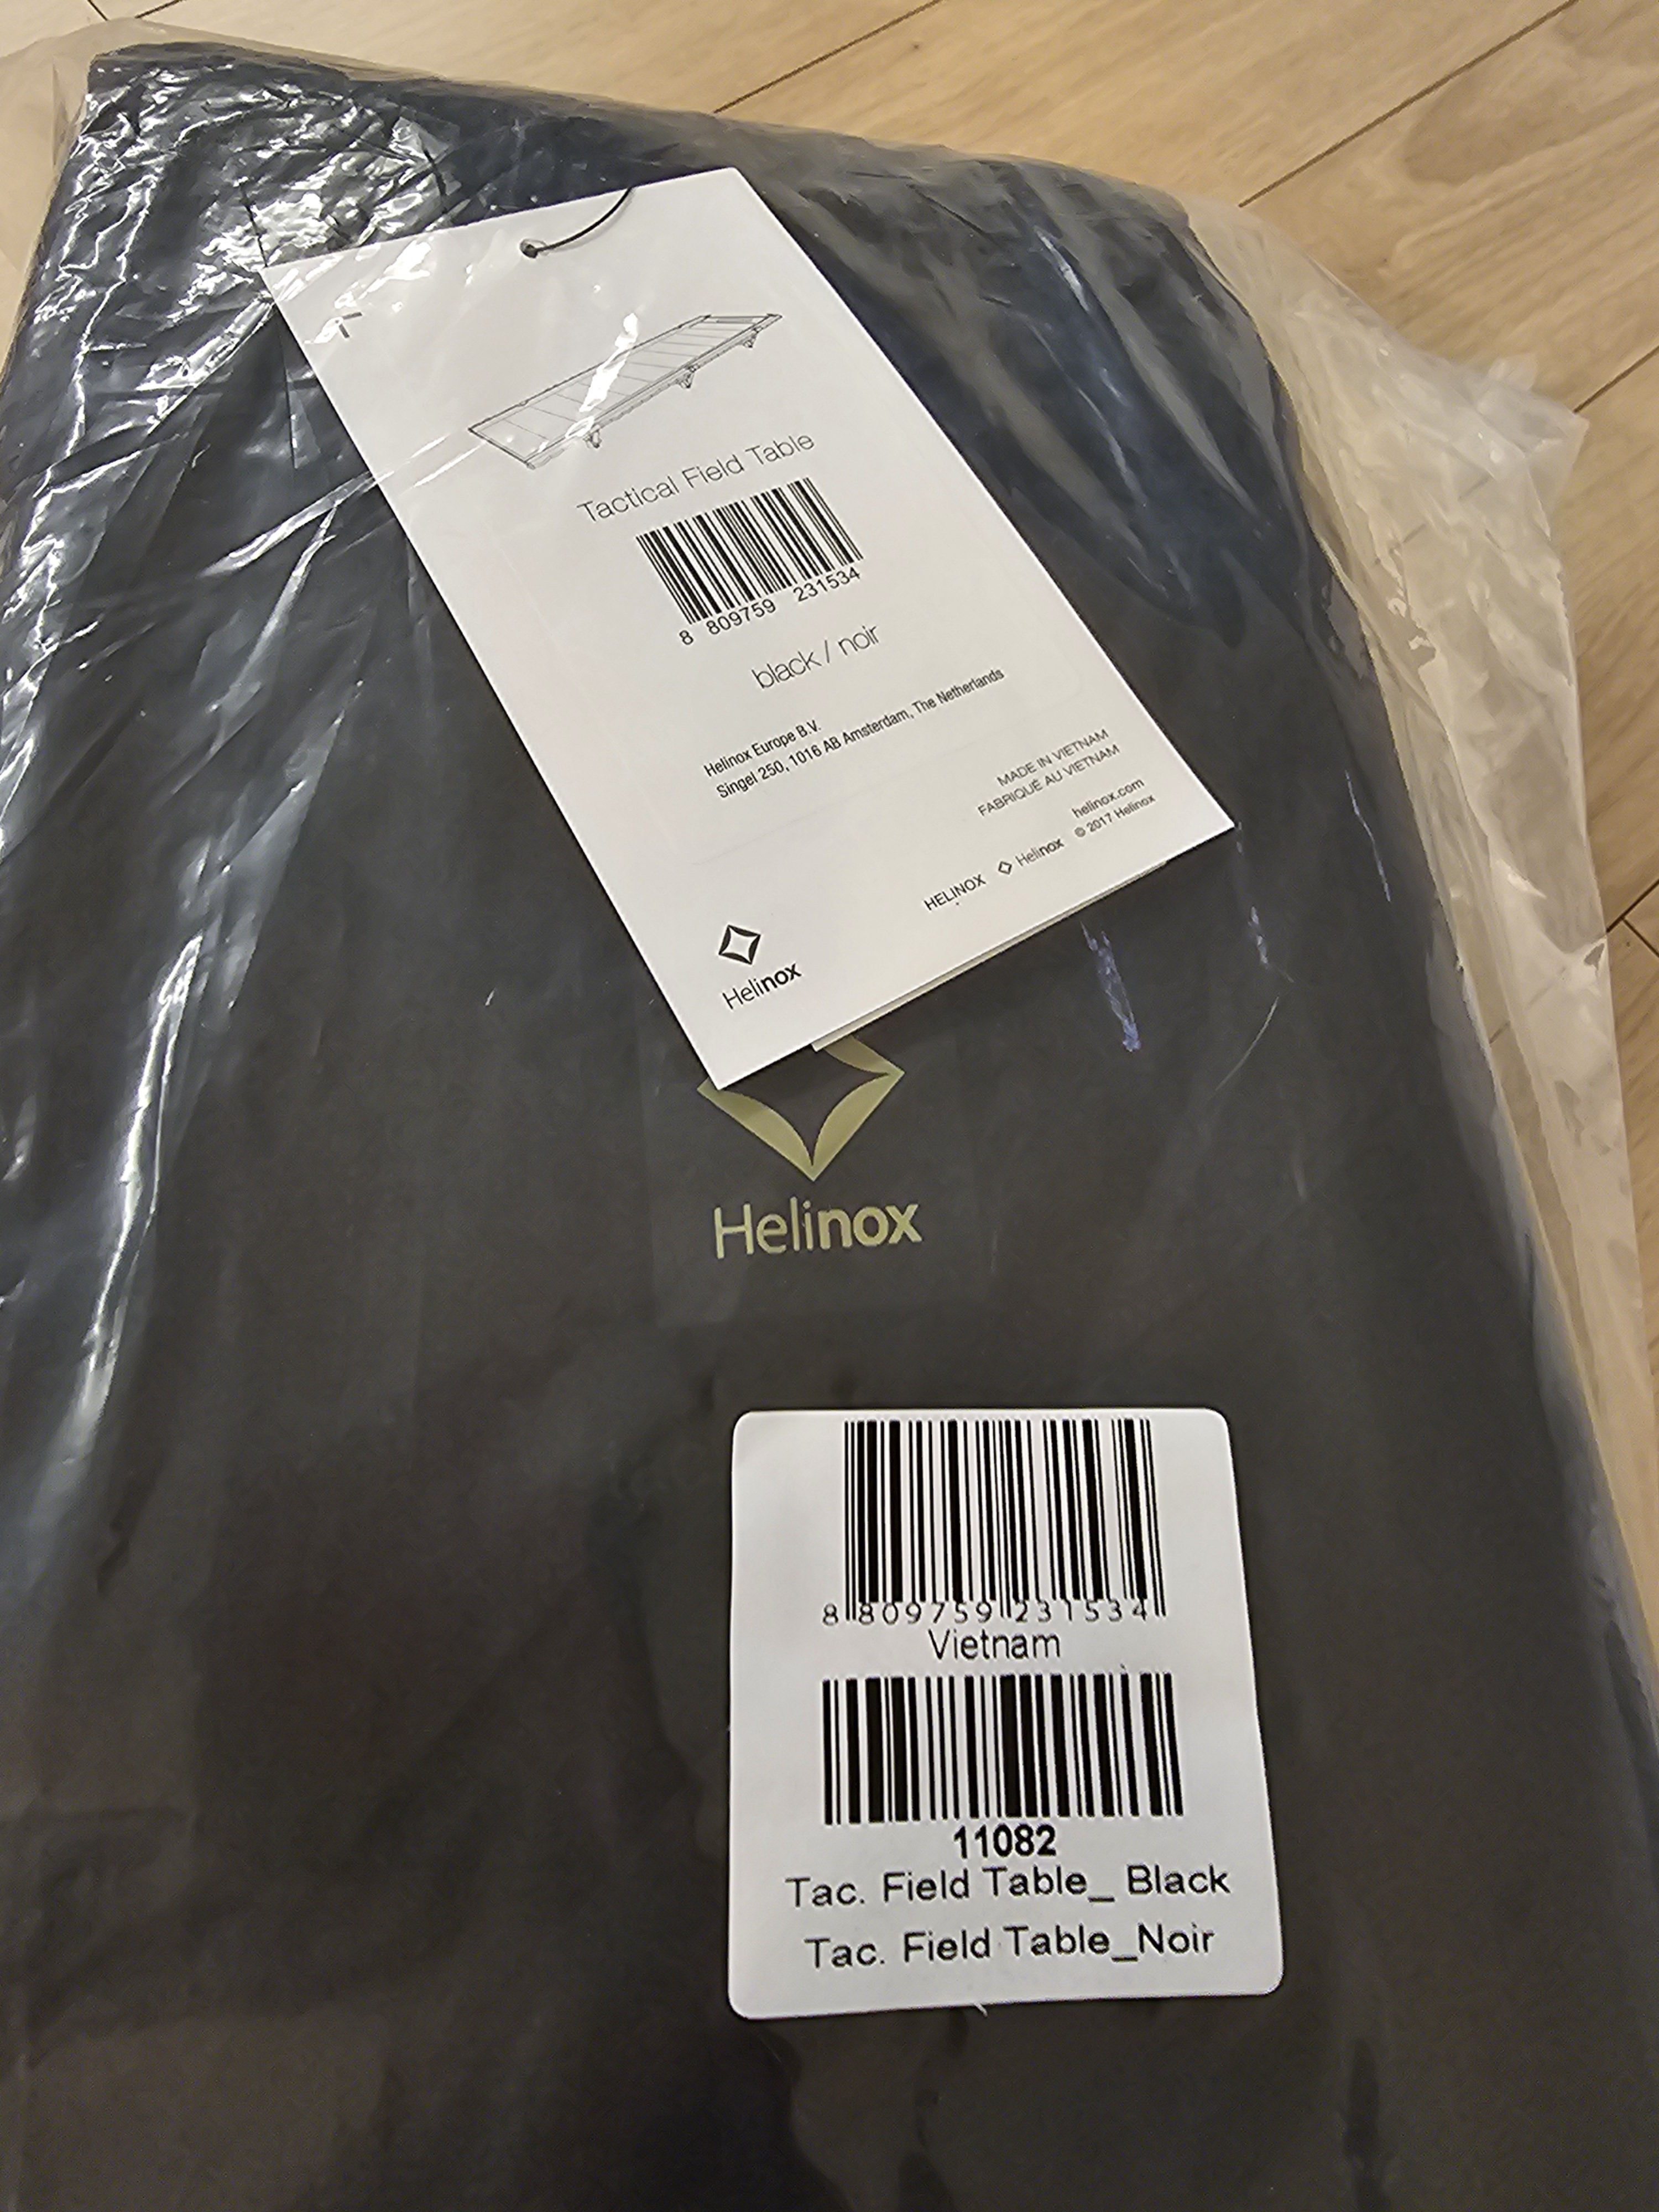 Tactical Field Table
8 809759 231534
black / noir
Helinox Europe B.V.
Singel 250, 1016 AB Amsterdam, The Netherlands
MADE IN VIETNAM
FABRIQUÉ AU VIETNAM
helinox.com
HELINOX Helinox © 2017 Helinox
Helinox
Helinox
8 809759 231534
Vietnam
11082
Tac. Field Table_ Black
Tac. Field Table_Noir